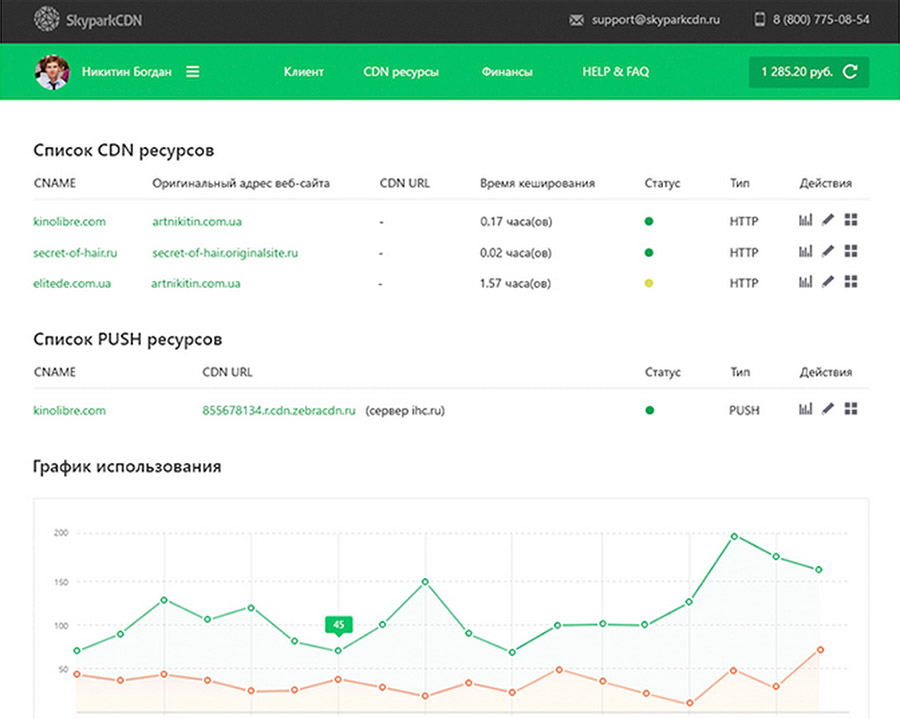 SkyparkCDN support@skyparkcdn.ru 8 (800) 775-08-54
Никитин Богдан Клиент CDN ресурсы Финансы HELP & FAQ 1 285.20 руб.
Список CDN ресурсов
CNAME Оригинальный адрес веб-сайта CDN URL Время кеширования Статус Тип Действия
kinolibre.com artnikitin.com.ua - 0.17 часа(ов) HTTP
secret-of-hair.ru secret-of-hair.originalsite.ru - 0.02 часа(ов) HTTP
elitede.com.ua artnikitin.com.ua - 1.57 часа(ов) HTTP
Список PUSH ресурсов
CNAME CDN URL Статус Тип Действия
kinolibre.com 855678134.r.cdn.zebracdn.ru (сервер ihc.ru) PUSH
График использования
200
150
100
45
50